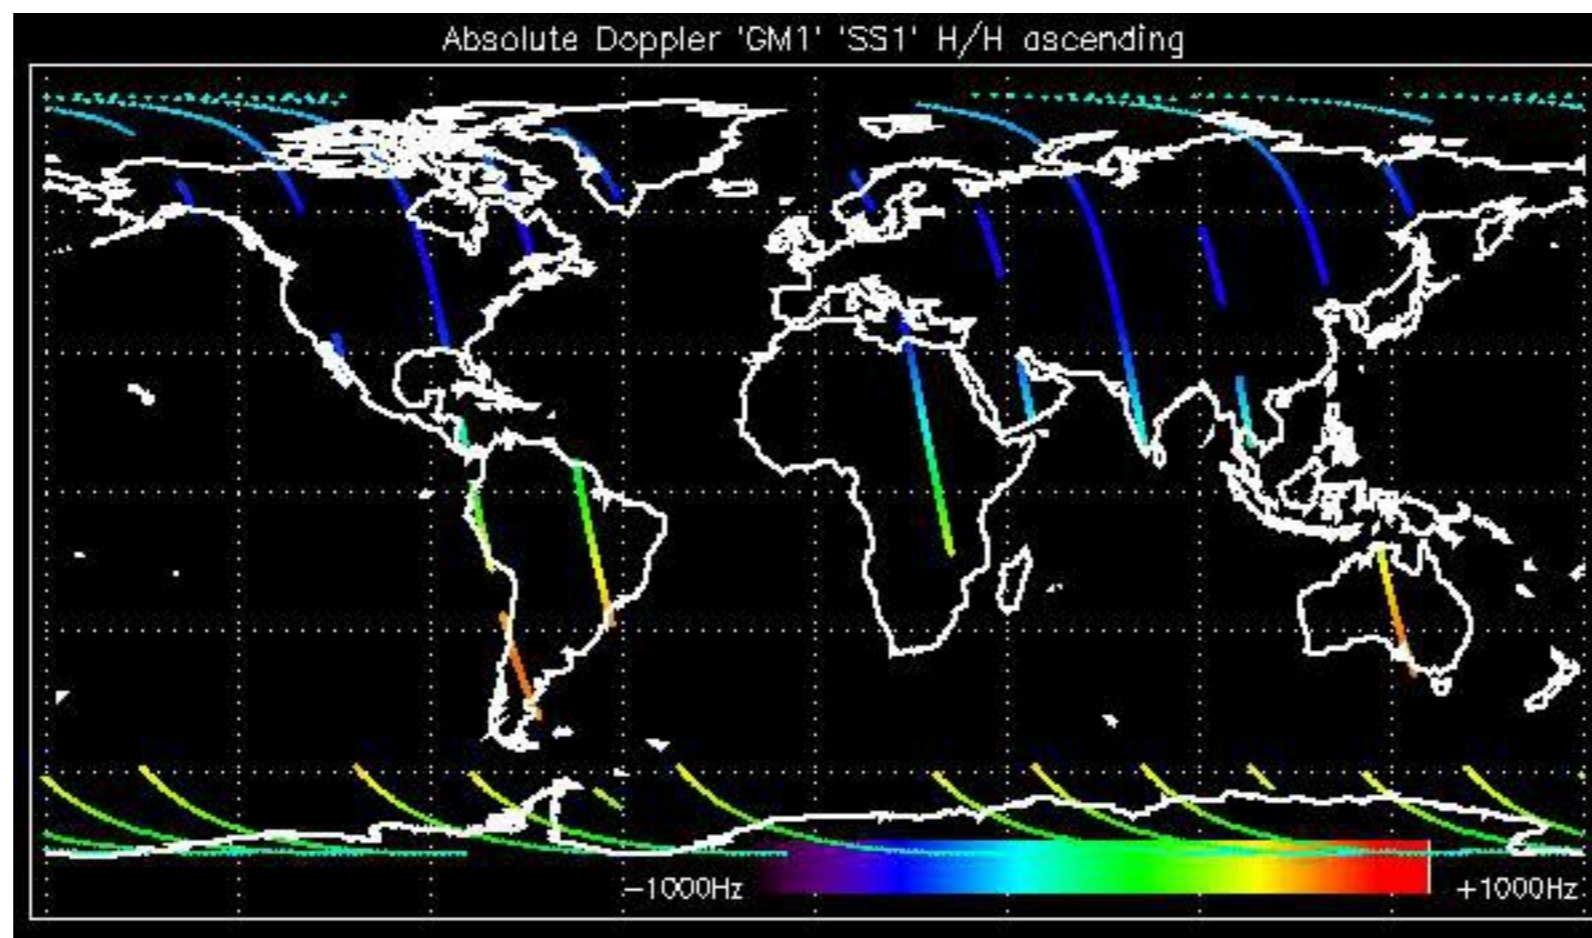 Absolute Doppler 'GM1' 'SS1' H/H ascending
−1000Hz
+1000Hz